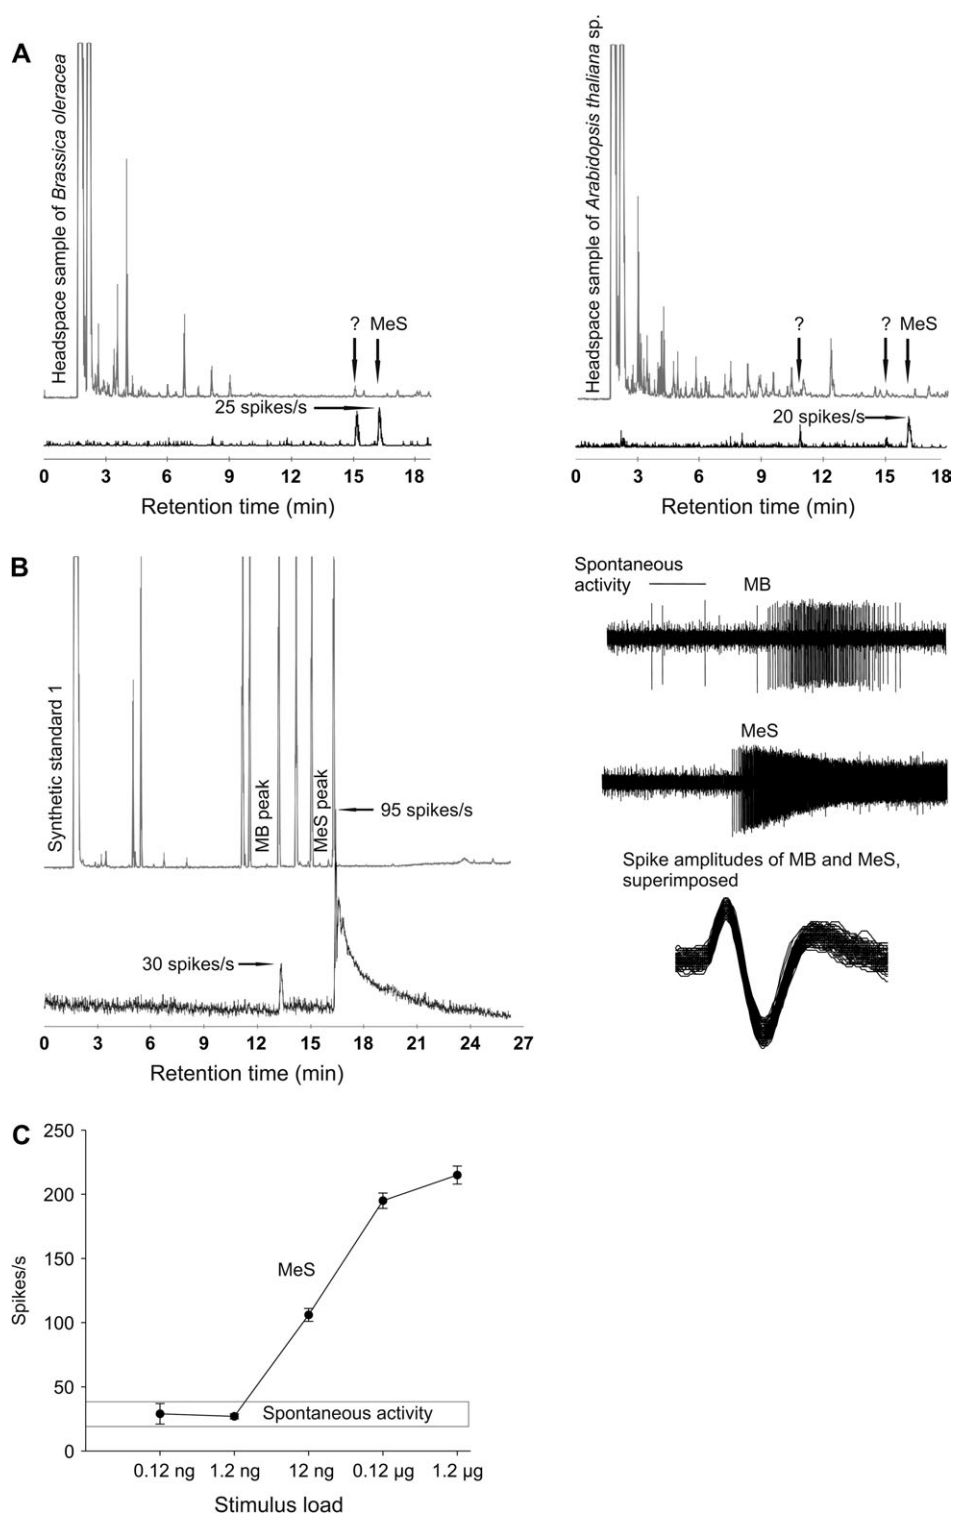 A
Headspace sample of Brassica oleracea
? MeS
25 spikes/s
0 3 6 9 12 15 18
Retention time (min)
Headspace sample of Arabidopsis thaliana sp.
? ? MeS
20 spikes/s
0 3 6 9 12 15 18
Retention time (min)
B
Synthetic standard 1
MB peak
MeS peak
95 spikes/s
30 spikes/s
0 3 6 9 12 15 18 21 24 27
Retention time (min)
Spontaneous
activity
MB
MeS
Spike amplitudes of MB and MeS,
superimposed
C
Spikes/s
250
200
150
100
50
0
MeS
Spontaneous activity
0.12 ng 1.2 ng 12 ng 0.12 µg 1.2 µg
Stimulus load